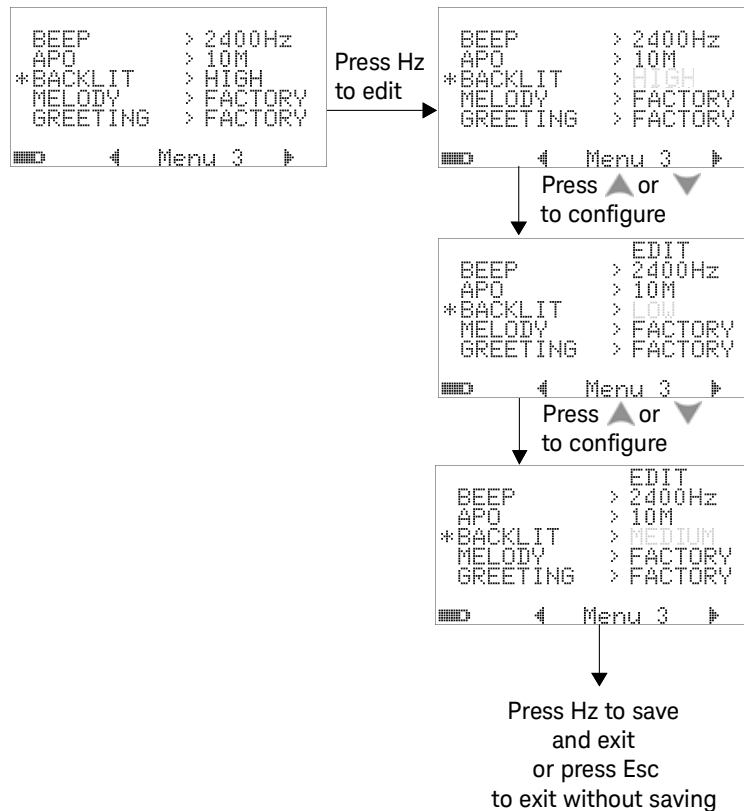 BEEP > 2400Hz
APO > 10M
*BACKLIT > HIGH
MELODY > FACTORY
GREETING > FACTORY
Menu 3
Press Hz
to edit
BEEP > 2400Hz
APO > 10M
*BACKLIT > HIGH
MELODY > FACTORY
GREETING > FACTORY
Menu 3
Press ▲ or ▼
to configure
EDIT
BEEP > 2400Hz
APO > 10M
*BACKLIT > LOW
MELODY > FACTORY
GREETING > FACTORY
Menu 3
Press ▲ or ▼
to configure
EDIT
BEEP > 2400Hz
APO > 10M
*BACKLIT > MEDIUM
MELODY > FACTORY
GREETING > FACTORY
Menu 3
Press Hz to save
and exit
or press Esc
to exit without saving